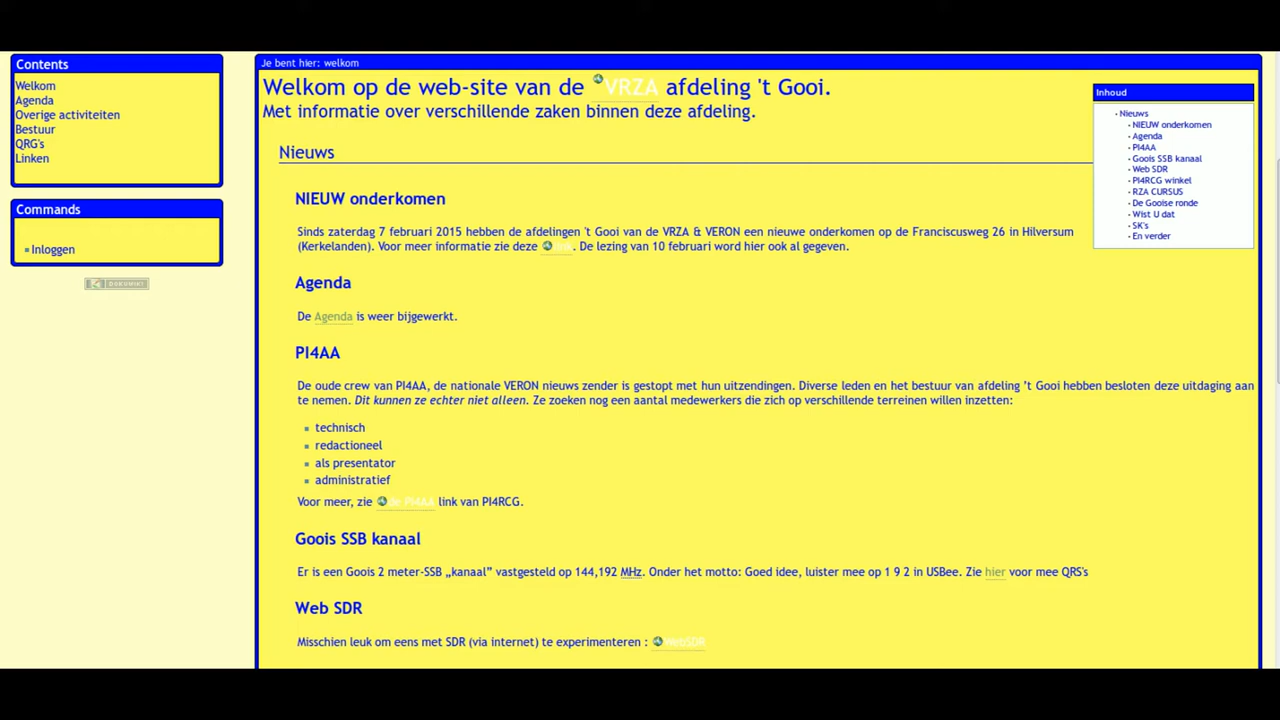 Contents
Welkom
Agenda
Overige activiteiten
Bestuur
QRG's
Linken
Commands
Inloggen
DOKUWIKI
Je bent hier: welkom
Welkom op de web-site van de VRZA afdeling 't Gooi.
Met informatie over verschillende zaken binnen deze afdeling.
Inhoud
Nieuws
NIEUW onderkomen
Agenda
PI4AA
Goois SSB kanaal
Web SDR
PI4RCG winkel
RZA CURSUS
De Gooise ronde
Wist U dat
SK's
En verder
Nieuws
NIEUW onderkomen
Sinds zaterdag 7 februari 2015 hebben de afdelingen 't Gooi van de VRZA & VERON een nieuwe onderkomen op de Franciscusweg 26 in Hilversum
(Kerkelanden). Voor meer informatie zie deze link. De lezing van 10 februari word hier ook al gegeven.
Agenda
De Agenda is weer bijgewerkt.
PI4AA
De oude crew van PI4AA, de nationale VERON nieuws zender is gestopt met hun uitzendingen. Diverse leden en het bestuur van afdeling 't Gooi hebben besloten deze uitdaging aan
te nemen. Dit kunnen ze echter niet alleen. Ze zoeken nog een aantal medewerkers die zich op verschillende terreinen willen inzetten:
technisch
redactioneel
als presentator
administratief
Voor meer, zie de PI4AA link van PI4RCG.
Goois SSB kanaal
Er is een Goois 2 meter-SSB „kanaal” vastgesteld op 144,192 MHz. Onder het motto: Goed idee, luister mee op 1 9 2 in USBee. Zie hier voor mee QRS's
Web SDR
Misschien leuk om eens met SDR (via internet) te experimenteren : WebSDR